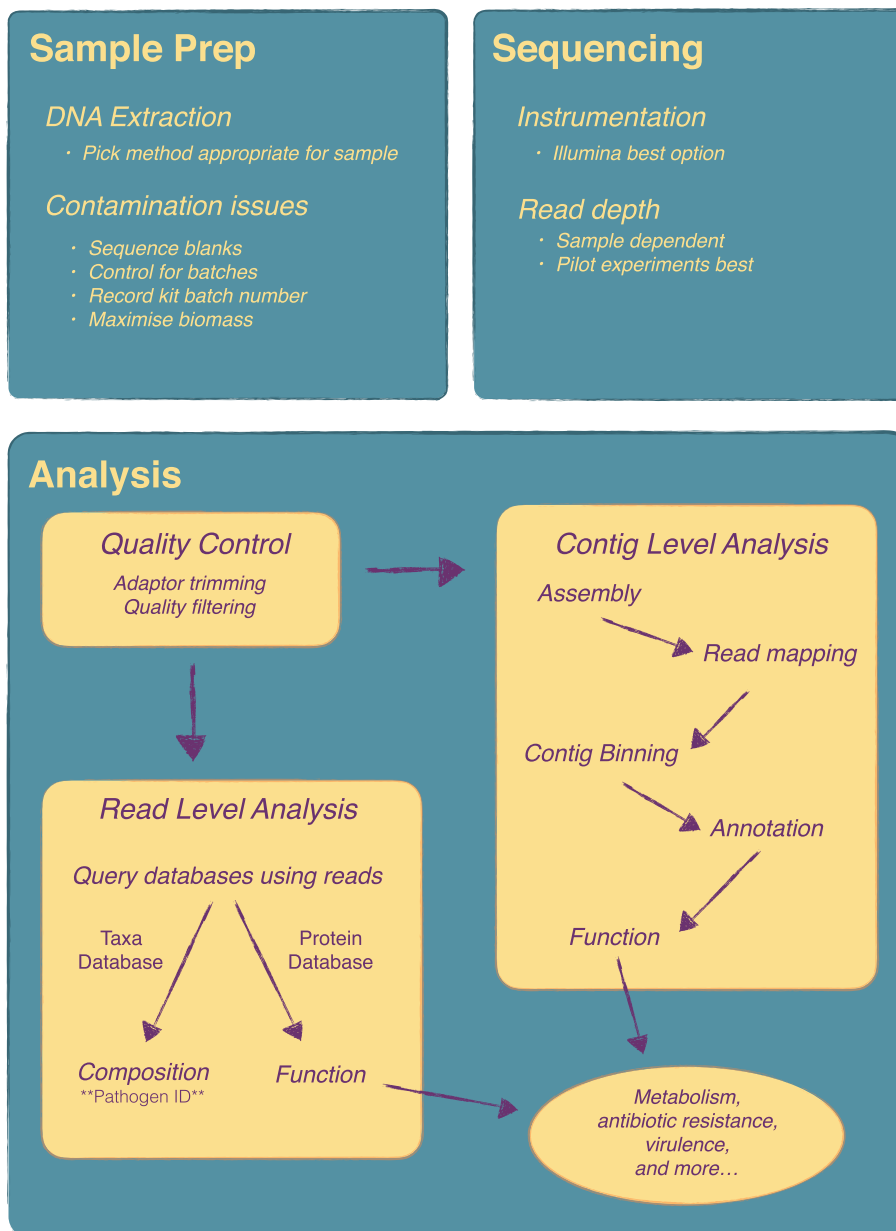 Sample Prep
DNA Extraction
· Pick method appropriate for sample
Contamination issues
· Sequence blanks
· Control for batches
· Record kit batch number
· Maximise biomass
Sequencing
Instrumentation
· Illumina best option
Read depth
· Sample dependent
· Pilot experiments best
Analysis
Quality Control
Adaptor trimming
Quality filtering
Read Level Analysis
Query databases using reads
Taxa
Database
Protein
Database
Composition
**Pathogen ID**
Function
Contig Level Analysis
Assembly
Read mapping
Contig Binning
Annotation
Function
Metabolism,
antibiotic resistance,
virulence,
and more…